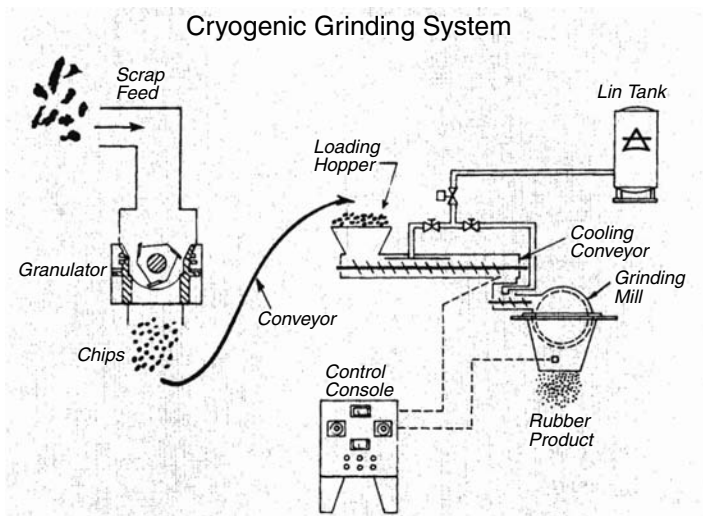 Cryogenic Grinding System
Scrap
Feed
Lin Tank
Loading
Hopper
Cooling
Conveyor
Granulator
Grinding
Mill
Conveyor
Chips
Control
Console
Rubber
Product